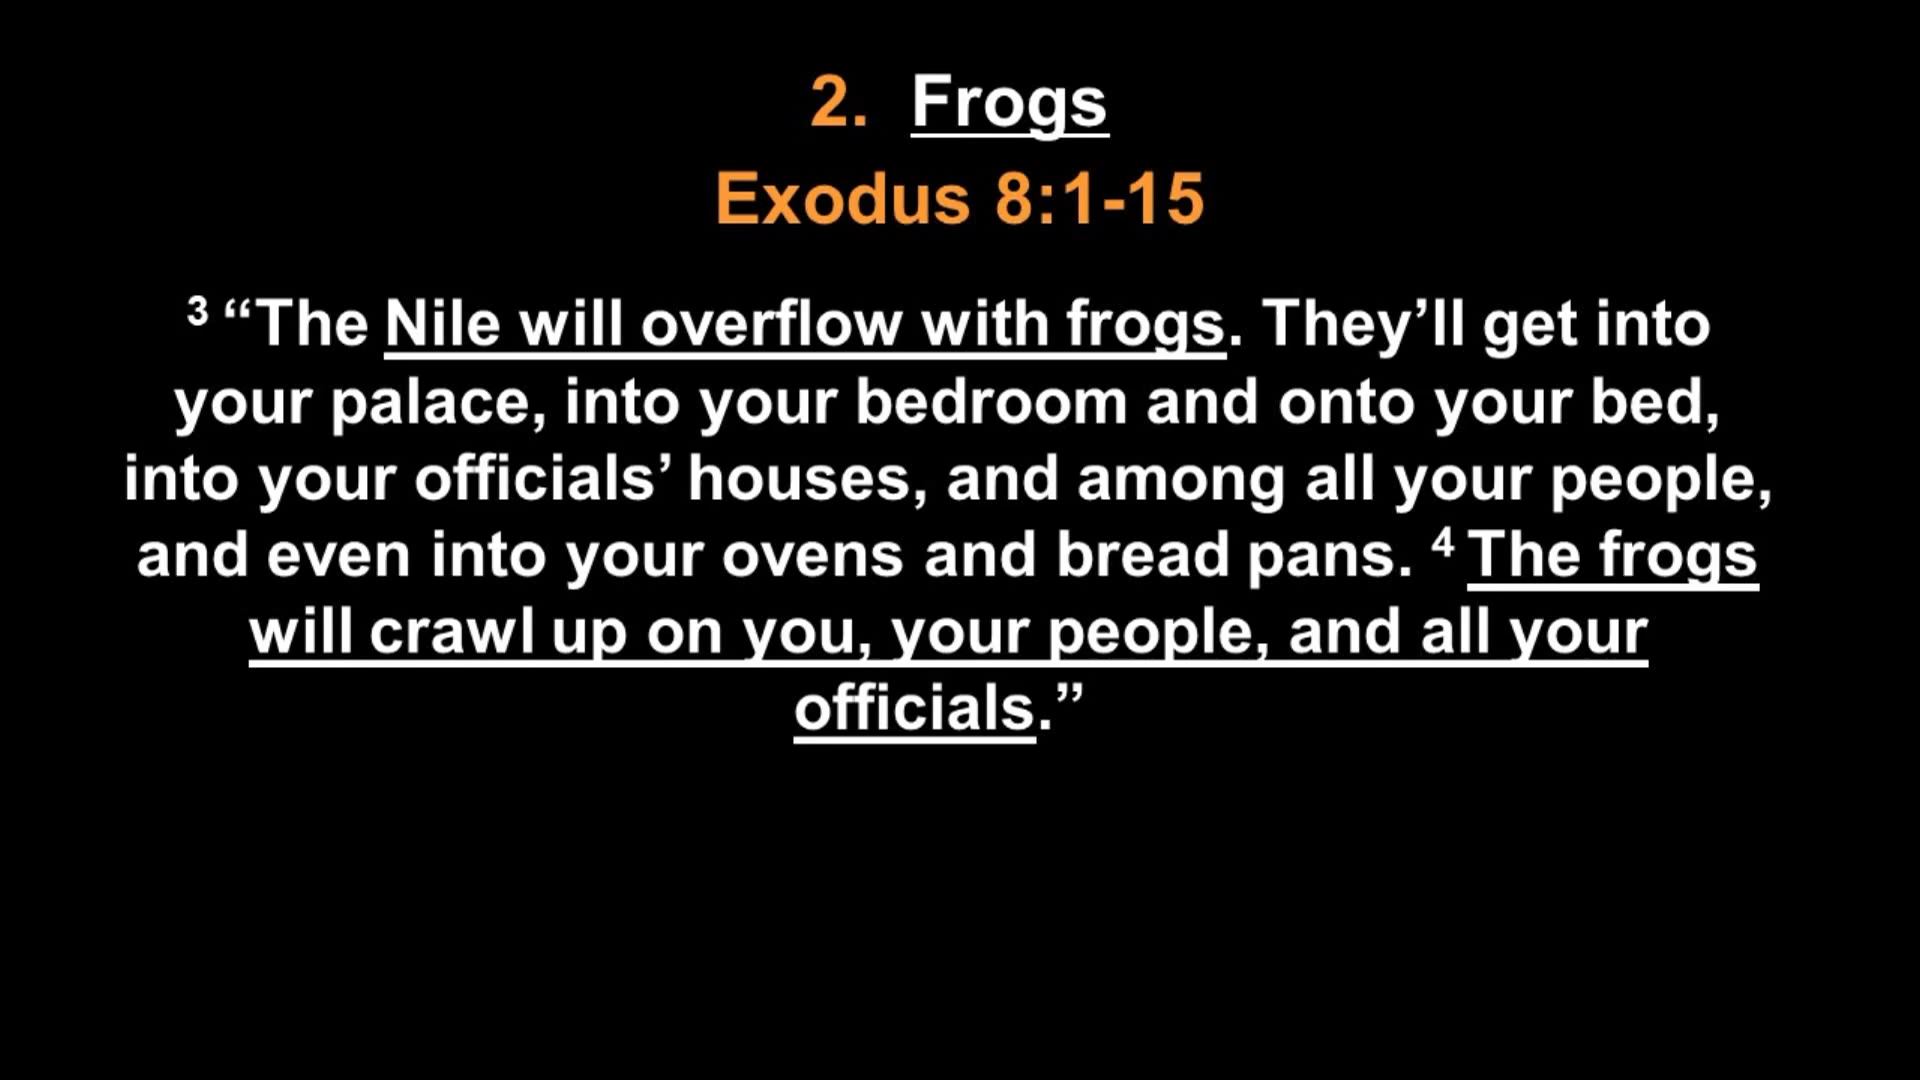 2. Frogs
Exodus 8:1-15
3 “The Nile will overflow with frogs. They’ll get into
your palace, into your bedroom and onto your bed,
into your officials’ houses, and among all your people,
and even into your ovens and bread pans. 4 The frogs
will crawl up on you, your people, and all your
officials.”